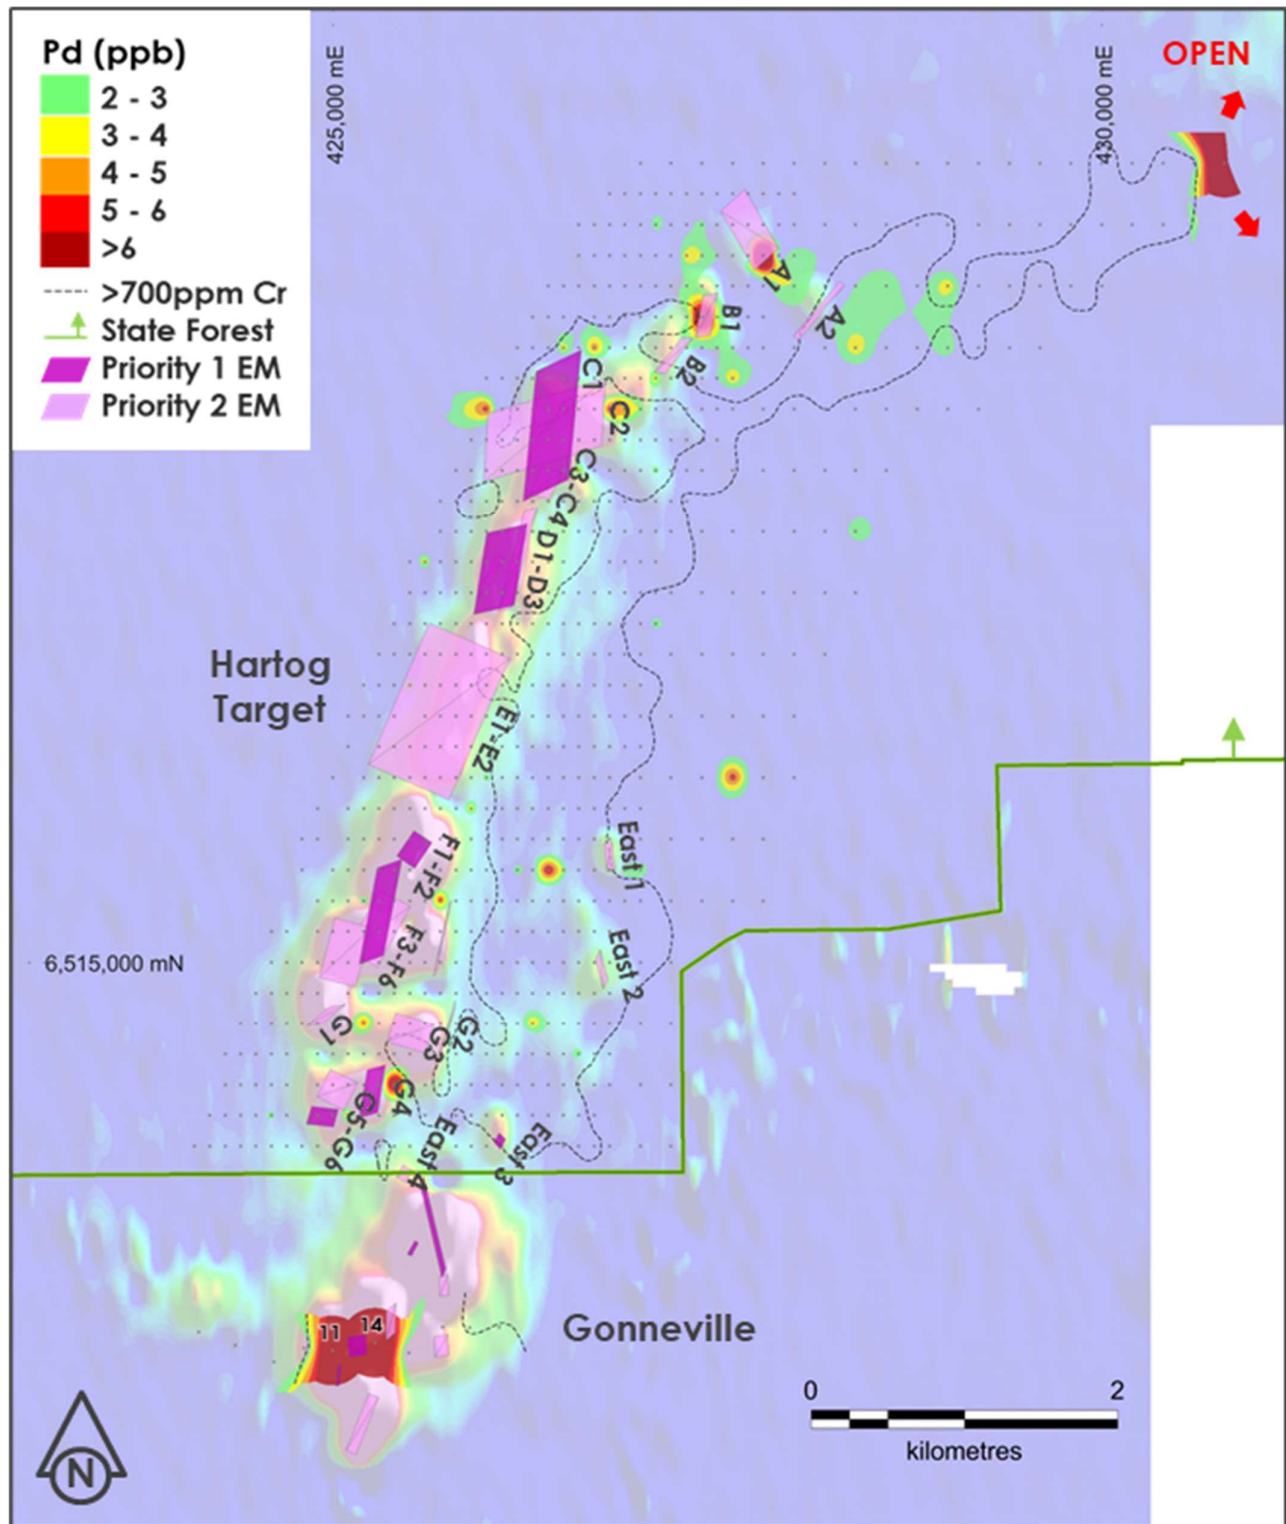 Pd (ppb)
2 - 3
3 - 4
4 - 5
5 - 6
>6
>700ppm Cr
State Forest
Priority 1 EM
Priority 2 EM
425,000 mE
430,000 mE
OPEN
A1
A2
B1
B2
C1
C2
C3-C4
D1-D3
Hartog
Target
E1-E2
F1-F2
East 1
F3-F6
East 2
6,515,000 mN
G1
G2
G3
G4
G5-G6
East 4
East 3
Gonneville
11
14
0
2
kilometres
N